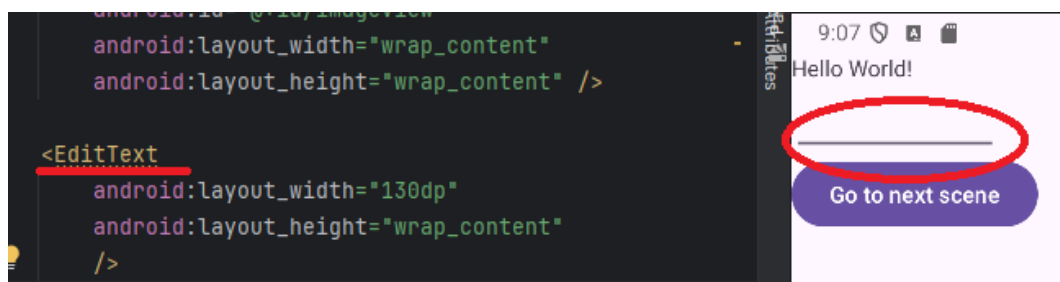 android:layout_width="wrap_content"
android:layout_height="wrap_content" />
<EditText
android:layout_width="130dp"
android:layout_height="wrap_content"
/>
9:07
Hello World!
Go to next scene